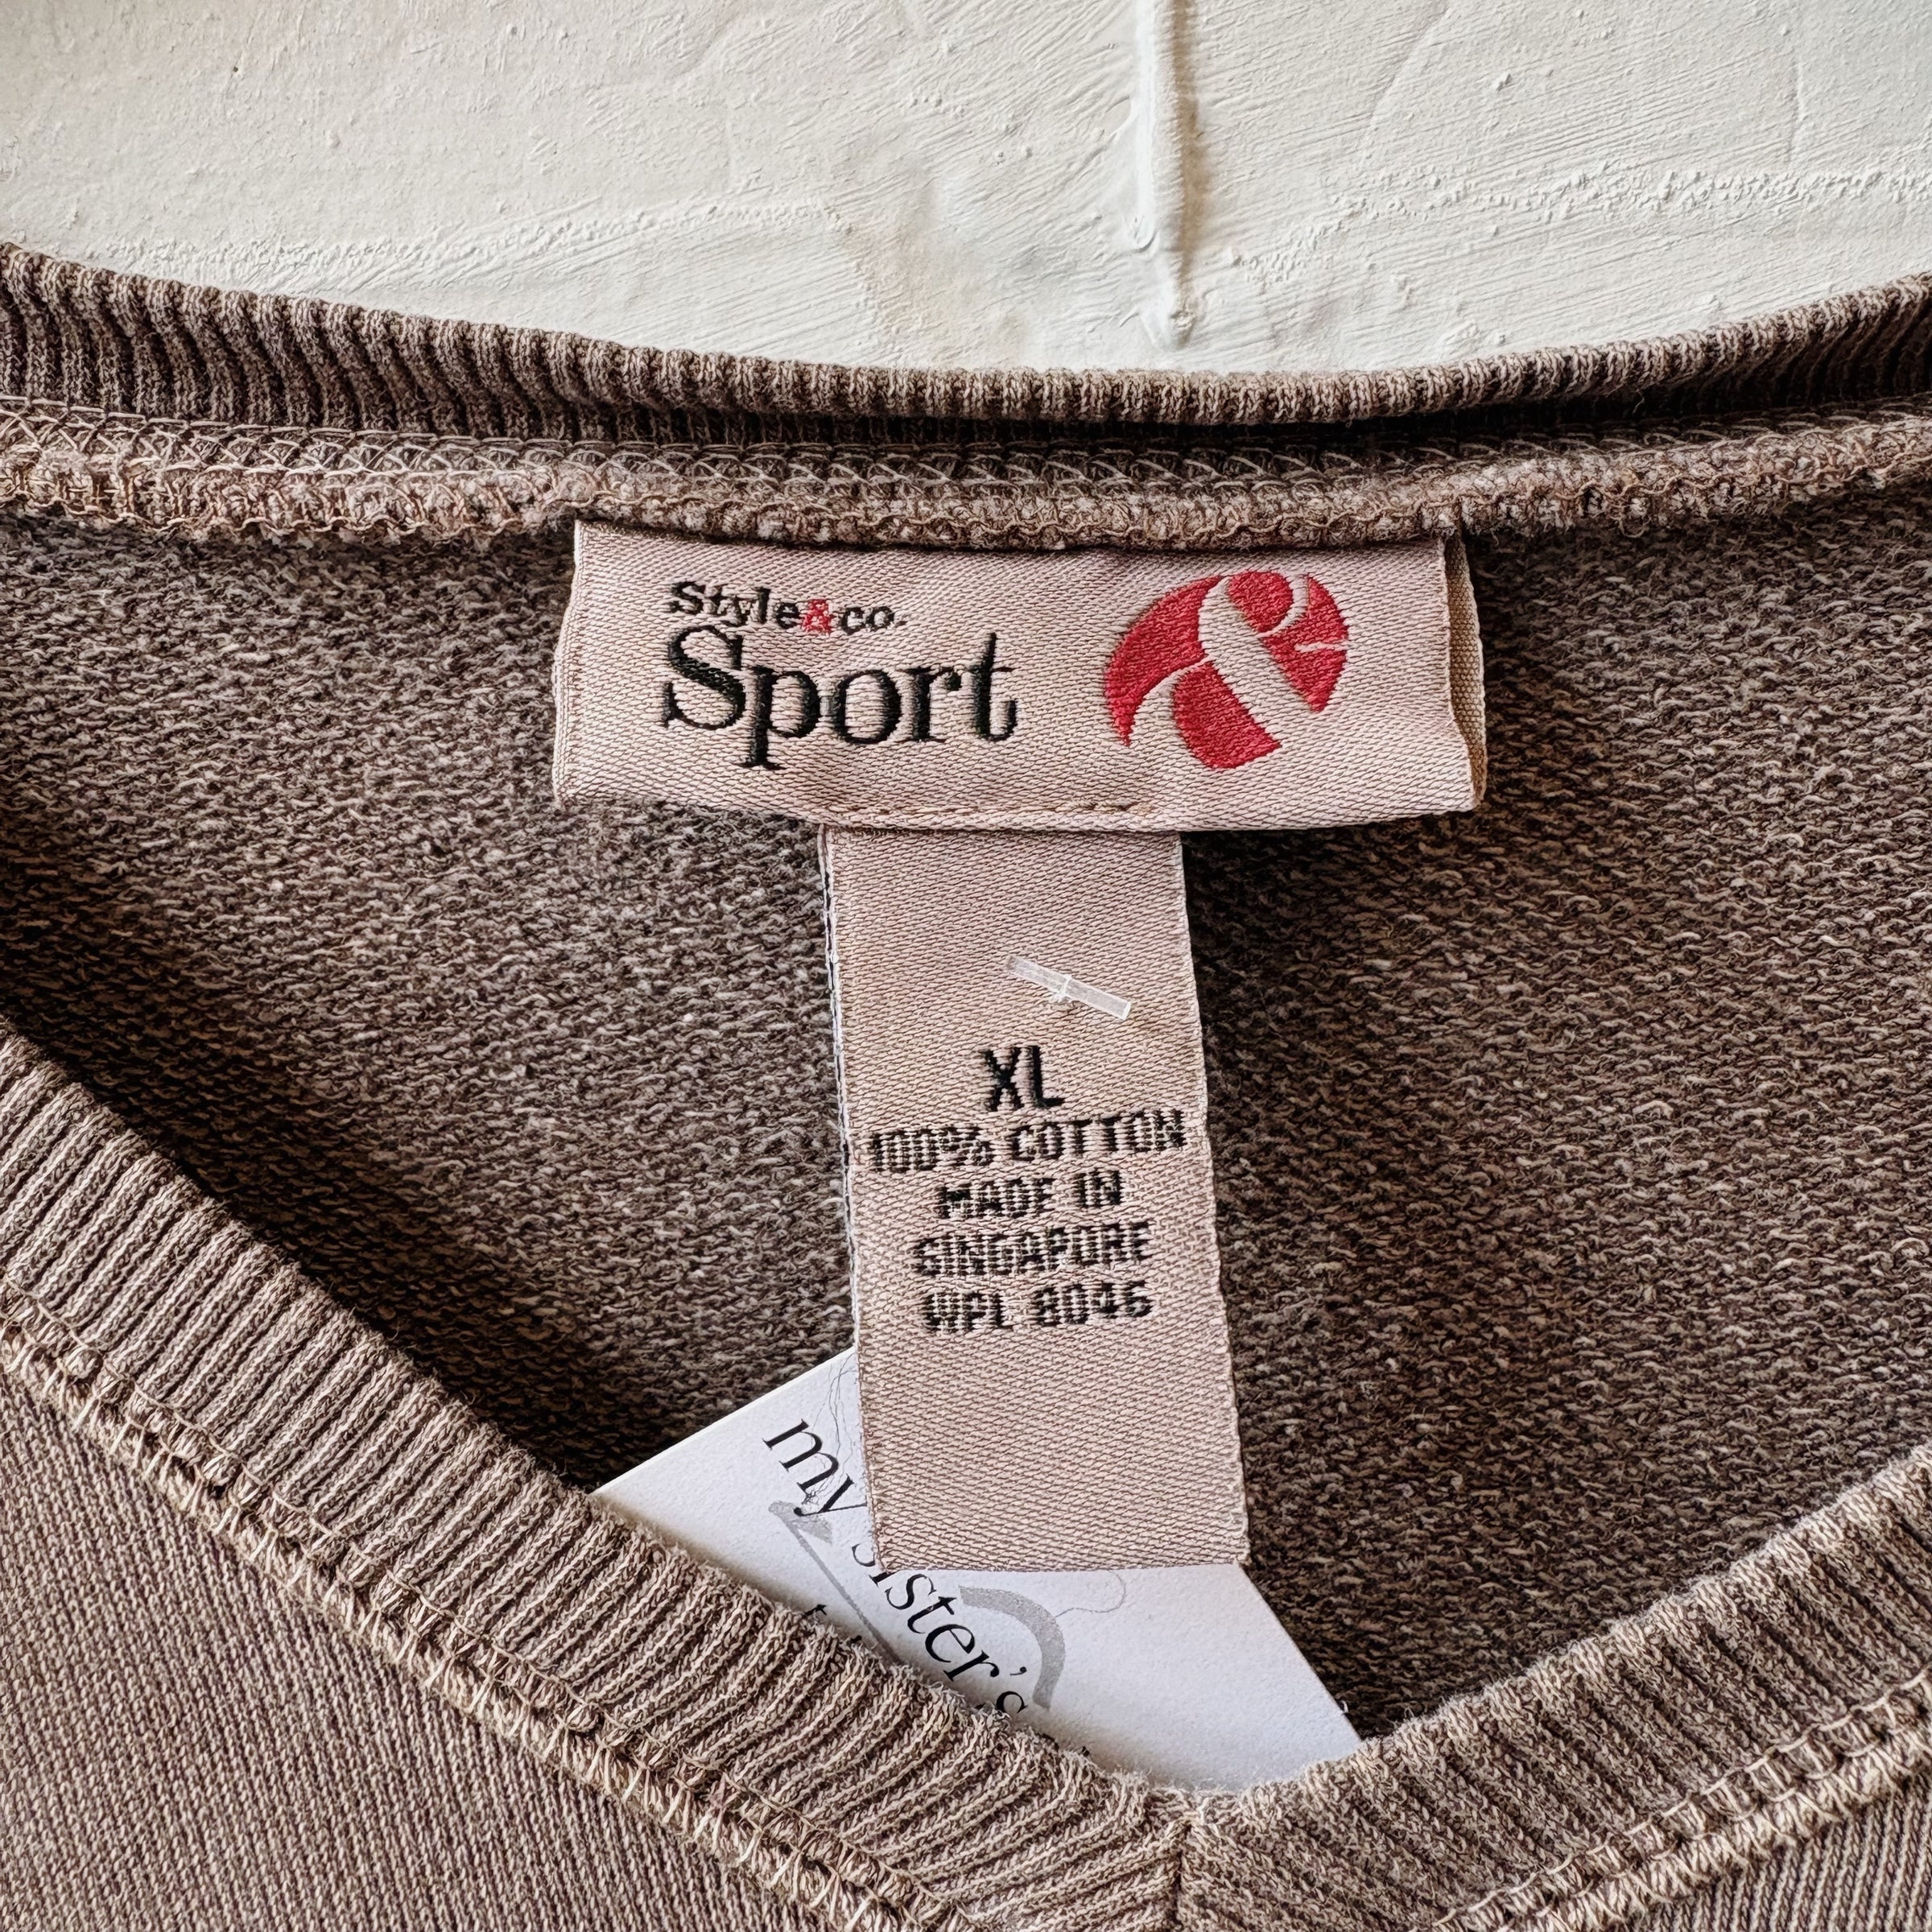 Style&co.
Sport
XL
100% COTTON
MADE IN
SINGAPORE
WPL 8046
my sister's